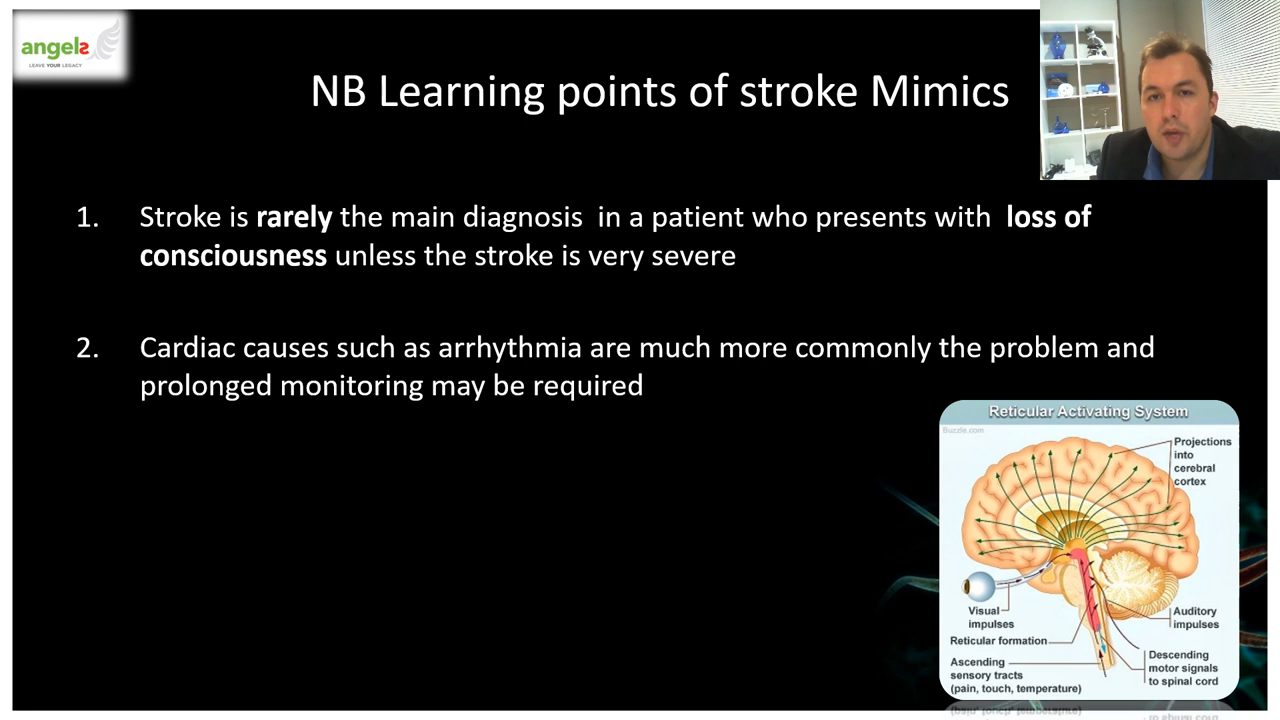 angels
LEAVE YOUR LEGACY
NB Learning points of stroke Mimics
1. Stroke is rarely the main diagnosis in a patient who presents with loss of
consciousness unless the stroke is very severe
2. Cardiac causes such as arrhythmia are much more commonly the problem and
prolonged monitoring may be required
Reticular Activating System
Buzzle.com
Projections
into
cerebral
cortex
Visual
impulses
Auditory
impulses
Reticular formation
Ascending
sensory tracts
(pain, touch, temperature)
Descending
motor signals
to spinal cord